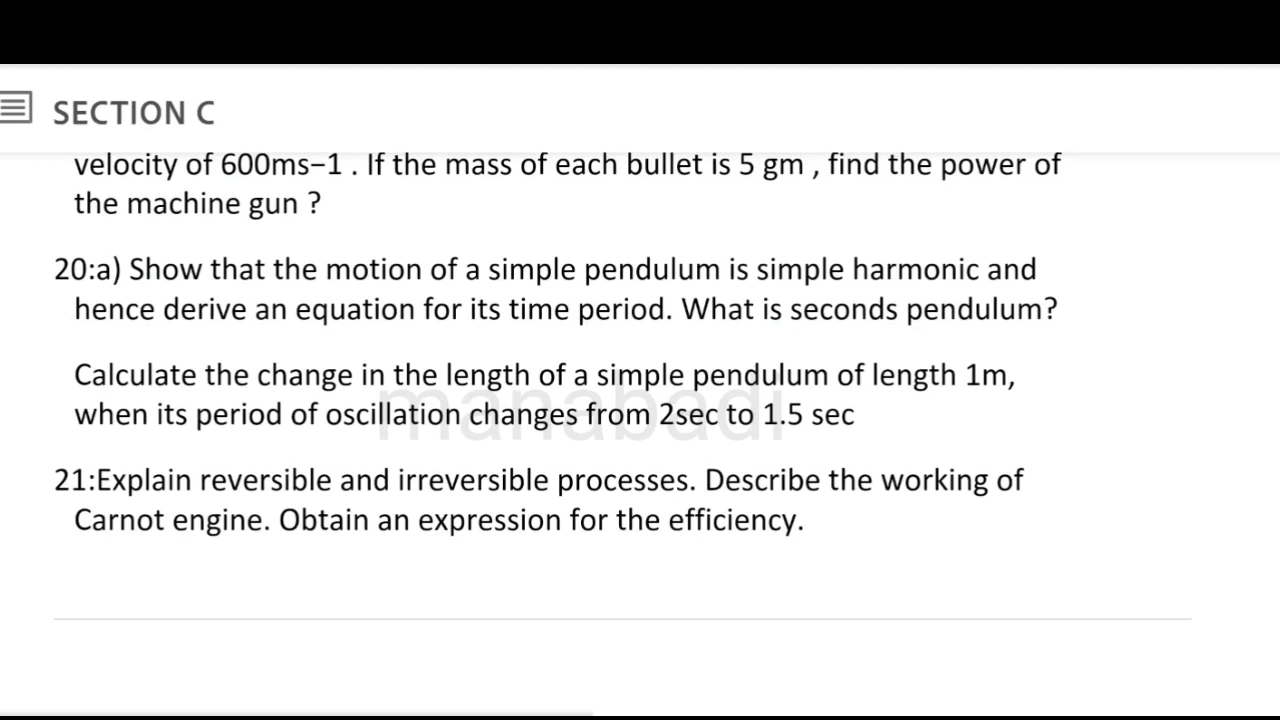 SECTION C
velocity of 600ms−1 . If the mass of each bullet is 5 gm , find the power of
the machine gun ?
20:a) Show that the motion of a simple pendulum is simple harmonic and
hence derive an equation for its time period. What is seconds pendulum?
Calculate the change in the length of a simple pendulum of length 1m,
when its period of oscillation changes from 2sec to 1.5 sec
manabadi
21:Explain reversible and irreversible processes. Describe the working of
Carnot engine. Obtain an expression for the efficiency.